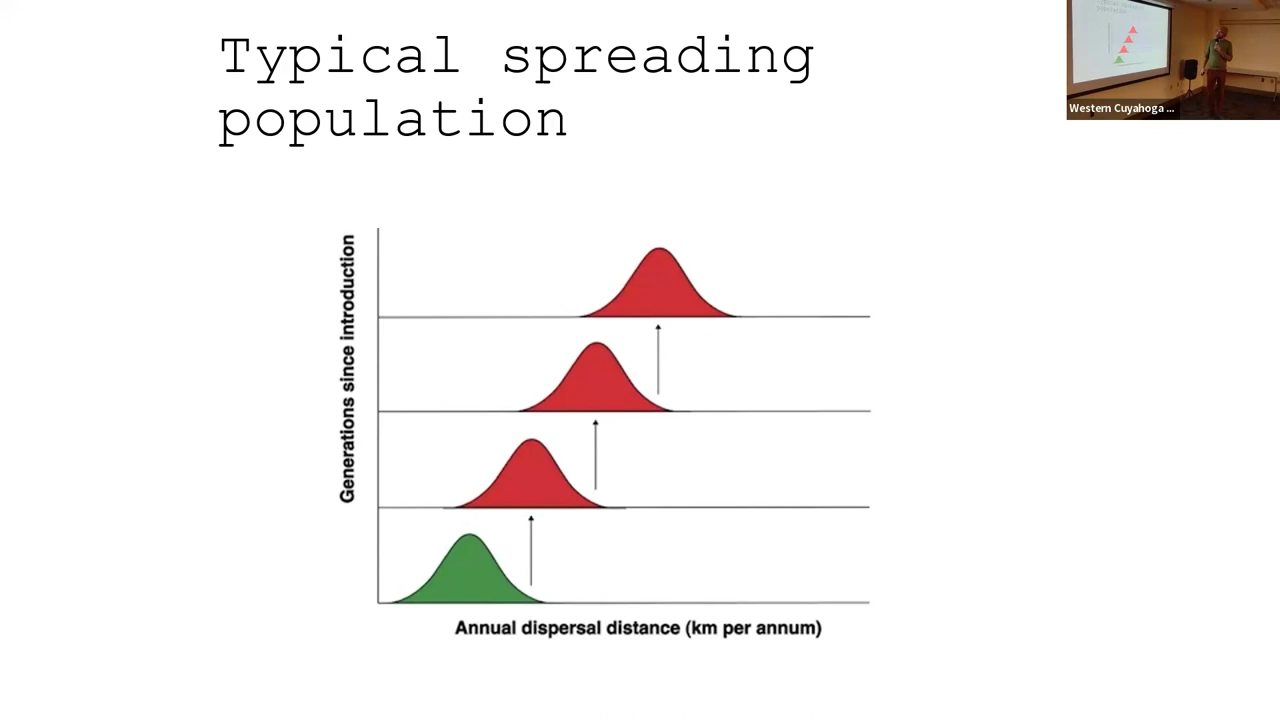 Typical spreading
population
Generations since introduction
Annual dispersal distance (km per annum)
Western Cuyahoga ...